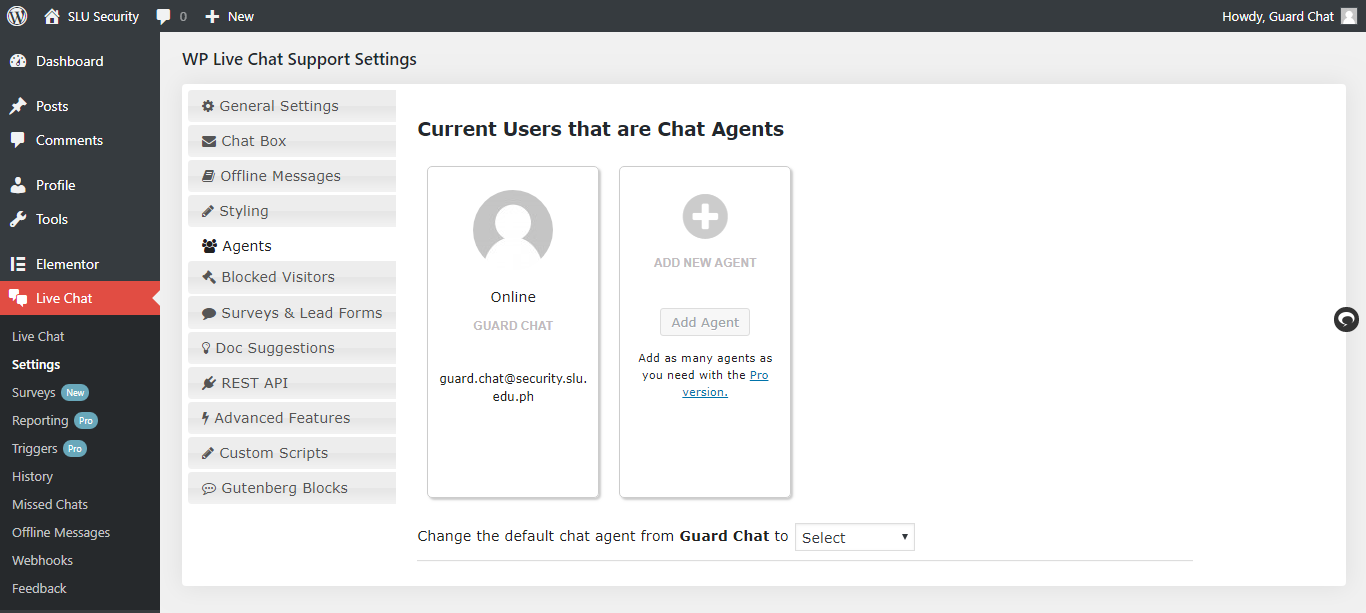 SLU Security 0 New Howdy, Guard Chat
Dashboard
Posts
Comments
Profile
Tools
Elementor
Live Chat
Live Chat
Settings
Surveys New
Reporting Pro
Triggers Pro
History
Missed Chats
Offline Messages
Webhooks
Feedback
WP Live Chat Support Settings
General Settings
Chat Box
Offline Messages
Styling
Agents
Blocked Visitors
Surveys & Lead Forms
Doc Suggestions
REST API
Advanced Features
Custom Scripts
Gutenberg Blocks
Current Users that are Chat Agents
Online
GUARD CHAT
guard.chat@security.slu.
edu.ph
ADD NEW AGENT
Add Agent
Add as many agents as
you need with the Pro
version.
Change the default chat agent from Guard Chat to Select